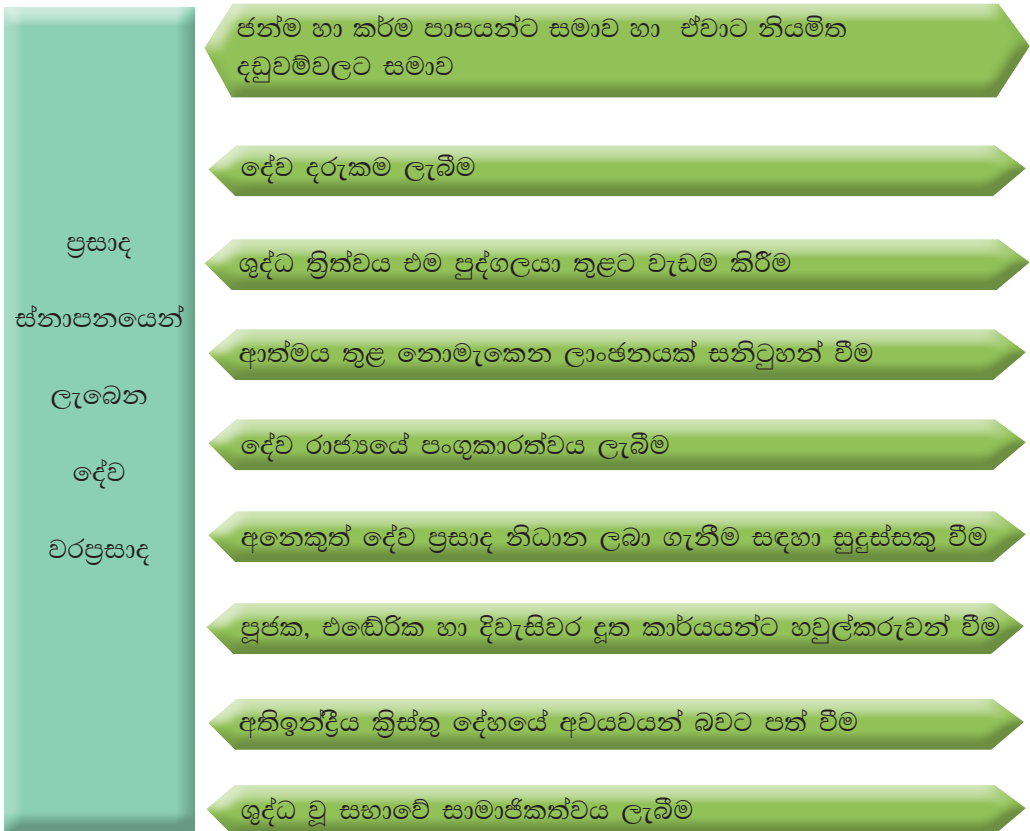 ප්‍රසාද
ස්නාපනයෙන්
ලැබෙන
දේව
වරප්‍රසාද
ජන්ම හා කර්ම පාපයන්ට සමාව හා ඒවාට නියමිත
දඬුවම්වලට සමාව
දේව දරුකම ලැබීම
ශුද්ධ ත්‍රිත්වය එම පුද්ගලයා තුළට වැඩම කිරීම
ආත්මය තුළ නොමැකෙන ලාංඡනයක් සනිටුහන් වීම
දේව රාජ්‍යයේ පංගුකාරත්වය ලැබීම
අනෙකුත් දේව ප්‍රසාද නිධාන ලබා ගැනීම සඳහා සුදුස්සකු වීම
පූජක, එඬේරික හා දිවැසිවර දූත කාර්යයන්ට හවුල්කරුවන් වීම
අතිඉන්ද්‍රීය ක්‍රිස්තු දේහයේ අවයවයන් බවට පත් වීම
ශුද්ධ වූ සභාවේ සාමාජිකත්වය ලැබීම